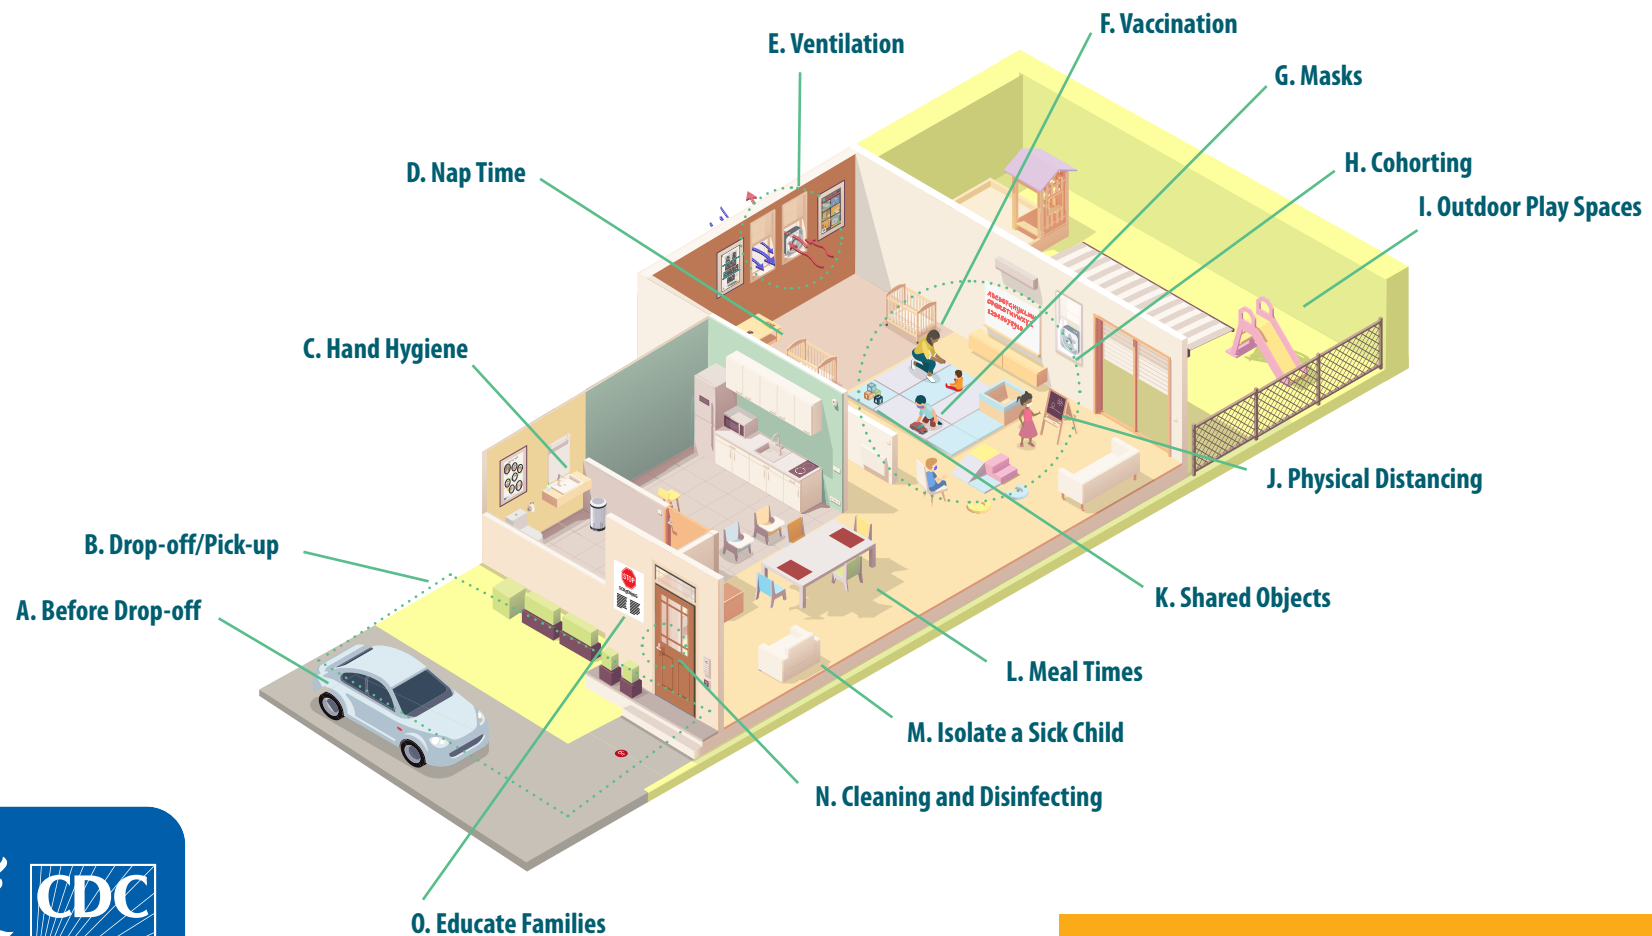 F. Vaccination
E. Ventilation
G. Masks
H. Cohorting
D. Nap Time
I. Outdoor Play Spaces
C. Hand Hygiene
J. Physical Distancing
B. Drop-off/Pick-up
STOP
K. Shared Objects
A. Before Drop-off
L. Meal Times
M. Isolate a Sick Child
N. Cleaning and Disinfecting
CDC
O. Educate Families